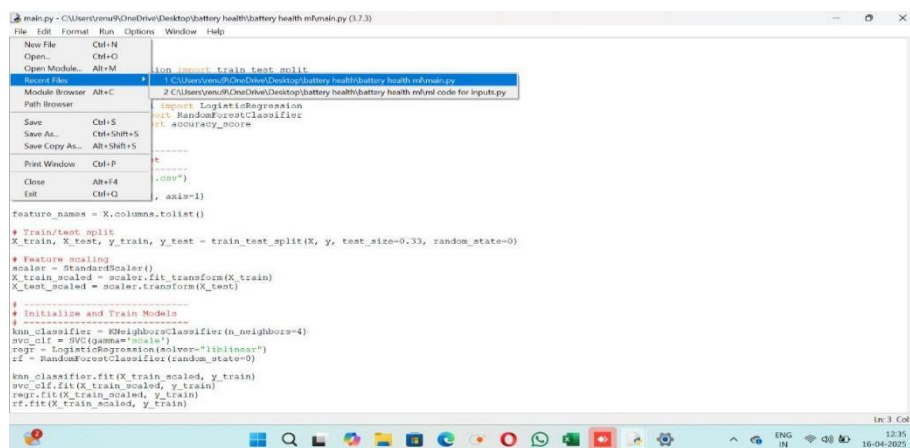 main.py - C:\Users\renu9\OneDrive\Desktop\battery health\battery health ml\main.py (3.7.3)
File Edit Format Run Options Window Help
New File Ctrl+N
Open... Ctrl+O
Open Module... Alt+M
ion import train_test_split
Recent Files
1 C:\Users\renu9\OneDrive\Desktop\battery health\battery health ml\main.py
Module Browser Alt+C
2 C:\Users\renu9\OneDrive\Desktop\battery health\battery health ml\ml code for inputs.py
Path Browser
import LogisticRegression
ort RandomForestClassifier
Save Ctrl+S
rt accuracy_score
Save As... Ctrl+Shift+S
Save Copy As... Alt+Shift+S
Print Window Ctrl+P
et
Close Alt+F4
.csv")
Exit Ctrl+Q
, axis=1)
feature_names = X.columns.tolist()
# Train/test split
X_train, X_test, y_train, y_test = train_test_split(X, y, test_size=0.33, random_state=0)
# Feature scaling
scaler = StandardScaler()
X_train_scaled = scaler.fit_transform(X_train)
X_test_scaled = scaler.transform(X_test)
# ------------------------------
# Initialize and Train Models
# ------------------------------
knn_classifier = KNeighborsClassifier(n_neighbors=4)
svc_clf = SVC(gamma='scale')
regr = LogisticRegression(solver="liblinear")
rf = RandomForestClassifier(random_state=0)
knn_classifier.fit(X_train_scaled, y_train)
svc_clf.fit(X_train_scaled, y_train)
regr.fit(X_train_scaled, y_train)
rf.fit(X_train_scaled, y_train)
Ln: 3 Col
ENG
IN
12:35
16-04-2025